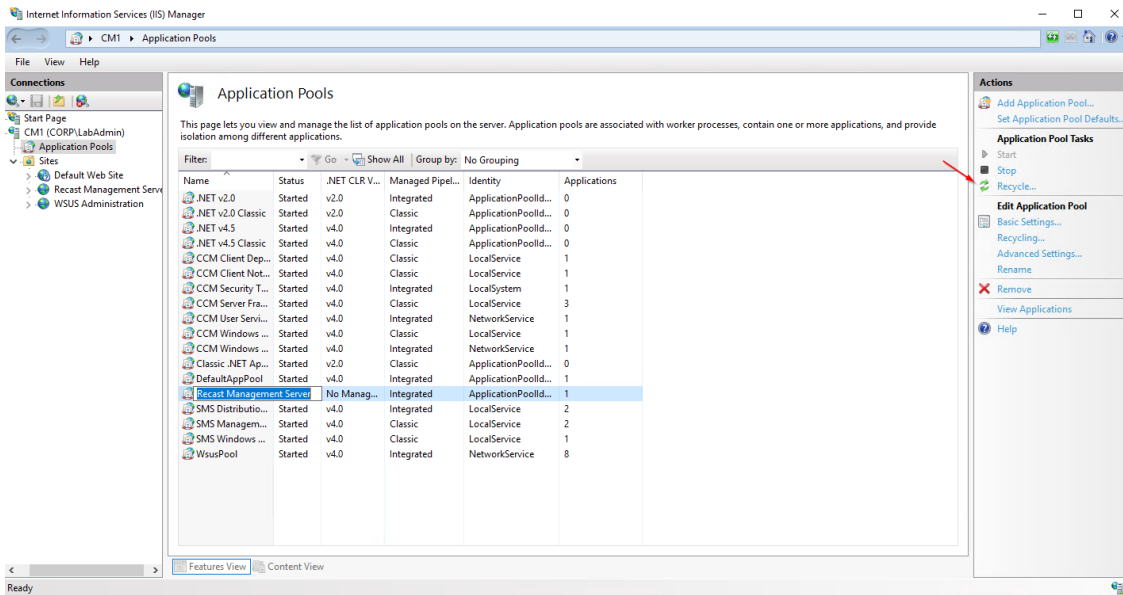 Internet Information Services (IIS) Manager
CM1 Application Pools
File View Help
Connections
Start Page
CM1 (CORP\LabAdmin)
Application Pools
Sites
Default Web Site
Recast Management Serve
WSUS Administration
Application Pools
This page lets you view and manage the list of application pools on the server. Application pools are associated with worker processes, contain one or more applications, and provide
isolation among different applications.
Filter: Go Show All Group by: No Grouping
Name Status .NET CLR V... Managed Pipel... Identity Applications
.NET v2.0 Started v2.0 Integrated ApplicationPoolId... 0
.NET v2.0 Classic Started v2.0 Classic ApplicationPoolId... 0
.NET v4.5 Started v4.0 Integrated ApplicationPoolId... 0
.NET v4.5 Classic Started v4.0 Classic ApplicationPoolId... 0
CCM Client Dep... Started v4.0 Classic LocalService 1
CCM Client Not... Started v4.0 Classic LocalService 1
CCM Security T... Started v4.0 Integrated LocalSystem 1
CCM Server Fra... Started v4.0 Classic LocalService 3
CCM User Servi... Started v4.0 Integrated NetworkService 1
CCM Windows ... Started v4.0 Classic LocalService 1
CCM Windows ... Started v4.0 Integrated NetworkService 1
Classic .NET Ap... Started v2.0 Classic ApplicationPoolId... 0
DefaultAppPool Started v4.0 Integrated ApplicationPoolId... 1
Recast Management Server No Manag... Integrated ApplicationPoolId... 1
SMS Distributio... Started v4.0 Integrated LocalService 2
SMS Managem... Started v4.0 Classic LocalService 2
SMS Windows ... Started v4.0 Classic LocalService 1
WsusPool Started v4.0 Integrated NetworkService 8
Features View Content View
Actions
Add Application Pool...
Set Application Pool Defaults...
Application Pool Tasks
Start
Stop
Recycle...
Edit Application Pool
Basic Settings...
Recycling...
Advanced Settings...
Rename
Remove
View Applications
Help
Ready